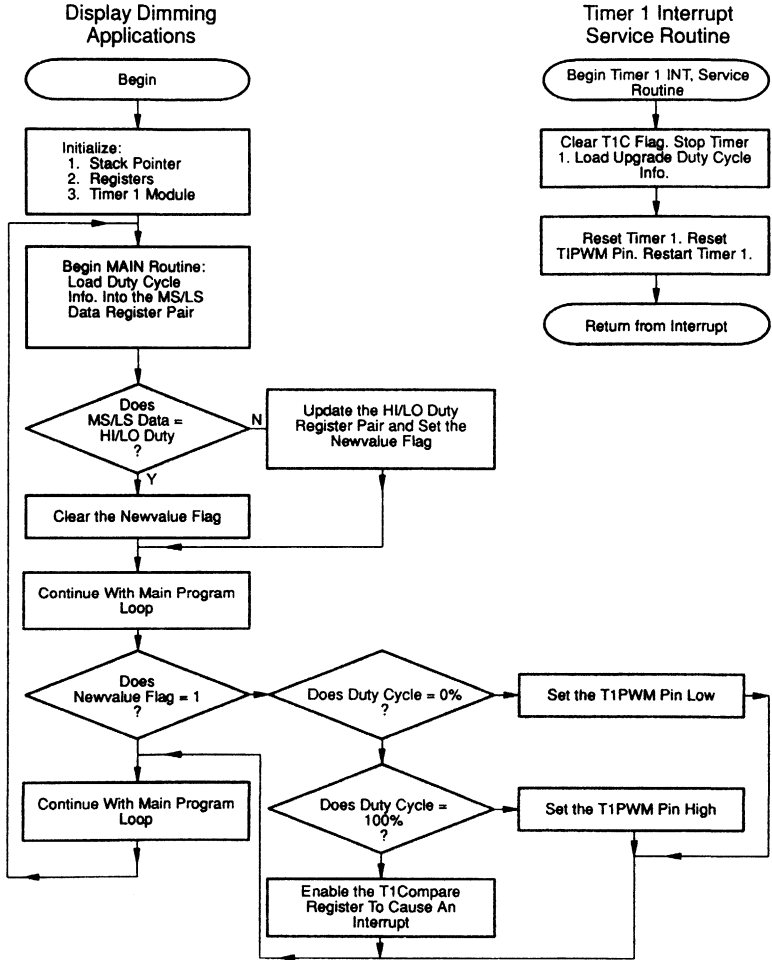 Display Dimming
Applications
Begin
Initialize:
1. Stack Pointer
2. Registers
3. Timer 1 Module
Begin MAIN Routine:
Load Duty Cycle
Info. Into the MS/LS
Data Register Pair
Does
MS/LS Data =
HI/LO Duty
?
N
Y
Update the HI/LO Duty
Register Pair and Set the
Newvalue Flag
Clear the Newvalue Flag
Continue With Main Program
Loop
Does
Newvalue Flag = 1
?
Does Duty Cycle = 0%
?
Set the T1PWM Pin Low
Continue With Main Program
Loop
Does Duty Cycle =
100%
?
Set the T1PWM Pin High
Enable the T1Compare
Register To Cause An
Interrupt
Timer 1 Interrupt
Service Routine
Begin Timer 1 INT, Service
Routine
Clear T1C Flag. Stop Timer
1. Load Upgrade Duty Cycle
Info.
Reset Timer 1. Reset
TIPWM Pin. Restart Timer 1.
Return from Interrupt